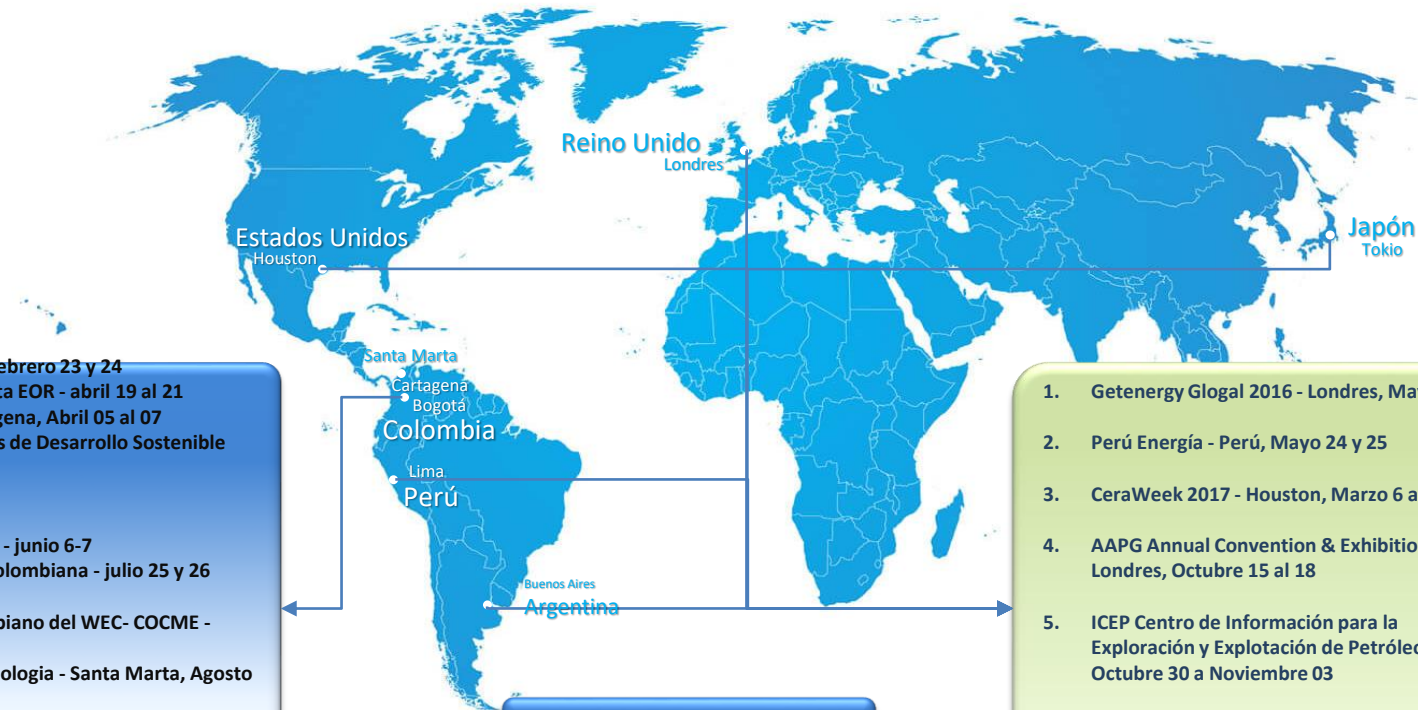 Reino Unido
Londres
Estados Unidos
Houston
Japón
Tokio
Santa Marta
Cartagena
Bogotá
Colombia
Lima
Perú
Buenos Aires
Argentina
ebrero 23 y 24
ta EOR - abril 19 al 21
gena, Abril 05 al 07
s de Desarrollo Sostenible
- junio 6-7
olombiana - julio 25 y 26
biano del WEC- COCME -
ologia - Santa Marta, Agosto
1. Getenergy Glogal 2016 - Londres, Ma
2. Perú Energía - Perú, Mayo 24 y 25
3. CeraWeek 2017 - Houston, Marzo 6 a
4. AAPG Annual Convention & Exhibitio
Londres, Octubre 15 al 18
5. ICEP Centro de Información para la
Exploración y Explotación de Petróleo
Octubre 30 a Noviembre 03